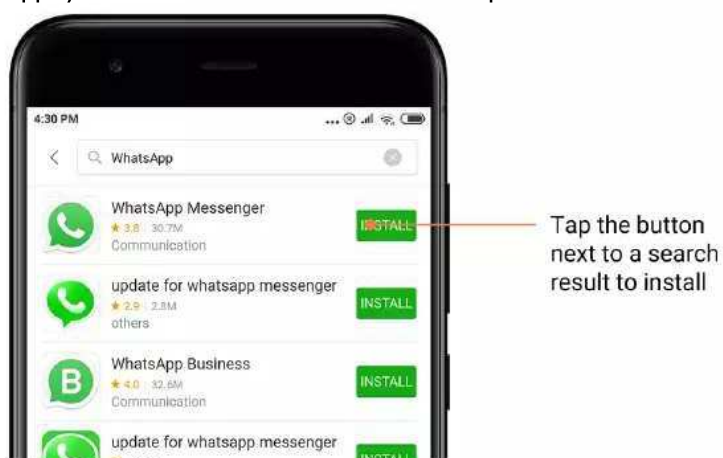 4:30 PM
WhatsApp
WhatsApp Messenger
INSTALL
★ 3.8 30.7M
Communication
update for whatsapp messenger
INSTALL
★ 2.9 2.8M
others
WhatsApp Business
INSTALL
★ 4.0 32.6M
Communication
B
update for whatsapp messenger
INSTALL
Tap the button
next to a search
result to install